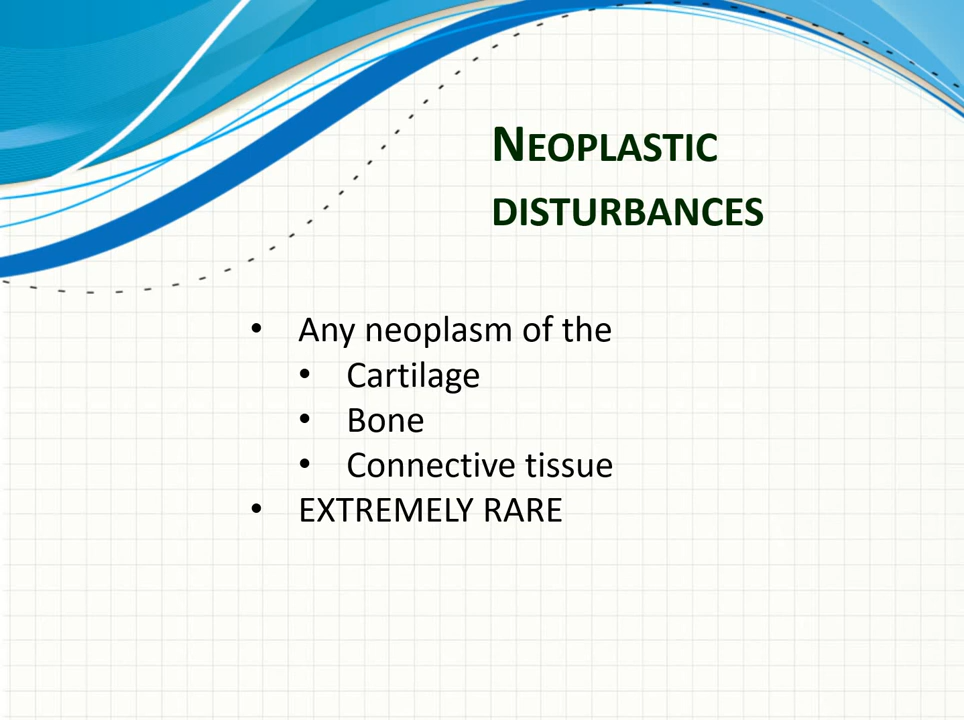 NEOPLASTIC
DISTURBANCES
• Any neoplasm of the
• Cartilage
• Bone
• Connective tissue
• EXTREMELY RARE